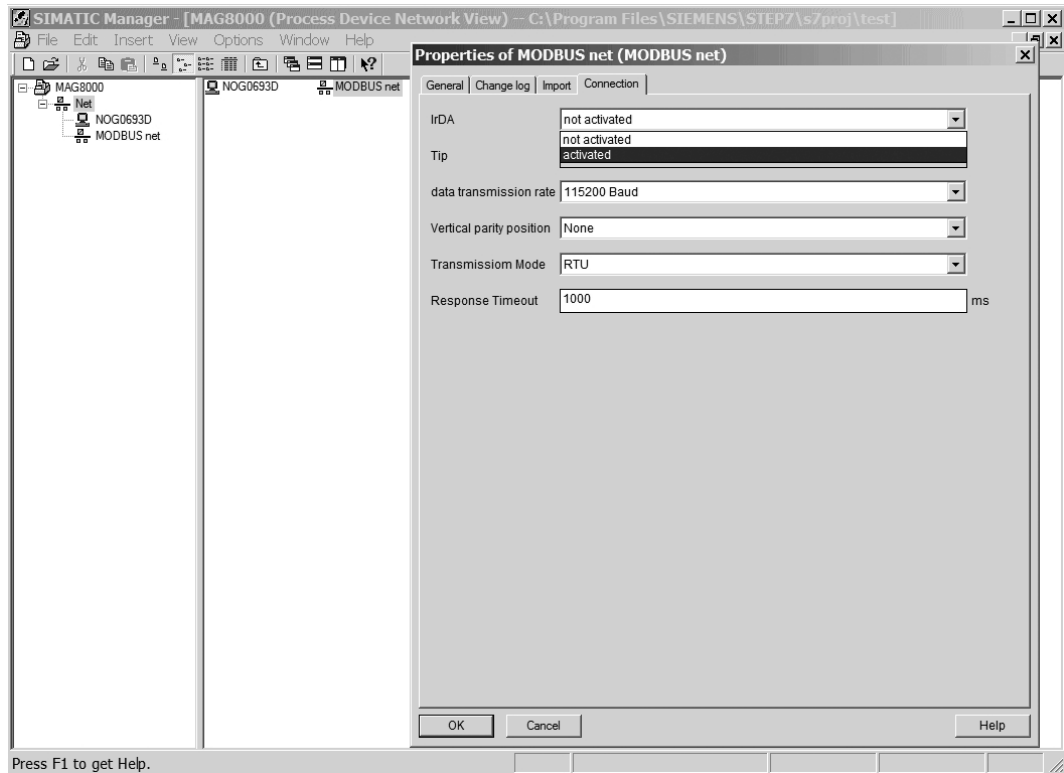 SIMATIC Manager - [MAG8000 (Process Device Network View) -- C:\Program Files\SIEMENS\STEP7\s7proj\test]
File Edit Insert View Options Window Help
MAG8000
Net
NOG0693D
MODBUS net
NOG0693D MODBUS net
Properties of MODBUS net (MODBUS net)
General Change log Import Connection
IrDA not activated
not activated
Tip activated
data transmission rate 115200 Baud
Vertical parity position None
Transmissiom Mode RTU
Response Timeout 1000 ms
OK Cancel Help
Press F1 to get Help.